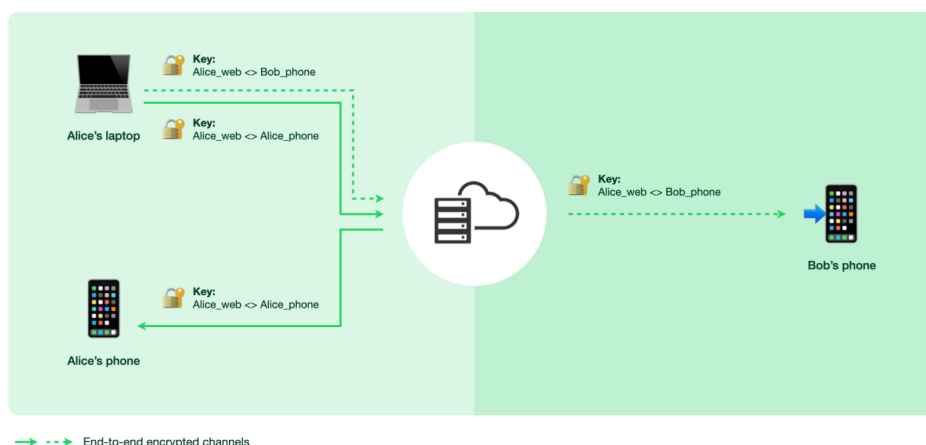 Key:
Alice_web <> Bob_phone
Alice's laptop
Key:
Alice_web <> Alice_phone
Key:
Alice_web <> Bob_phone
Bob's phone
Key:
Alice_web <> Alice_phone
Alice's phone
End-to-end encrypted channels